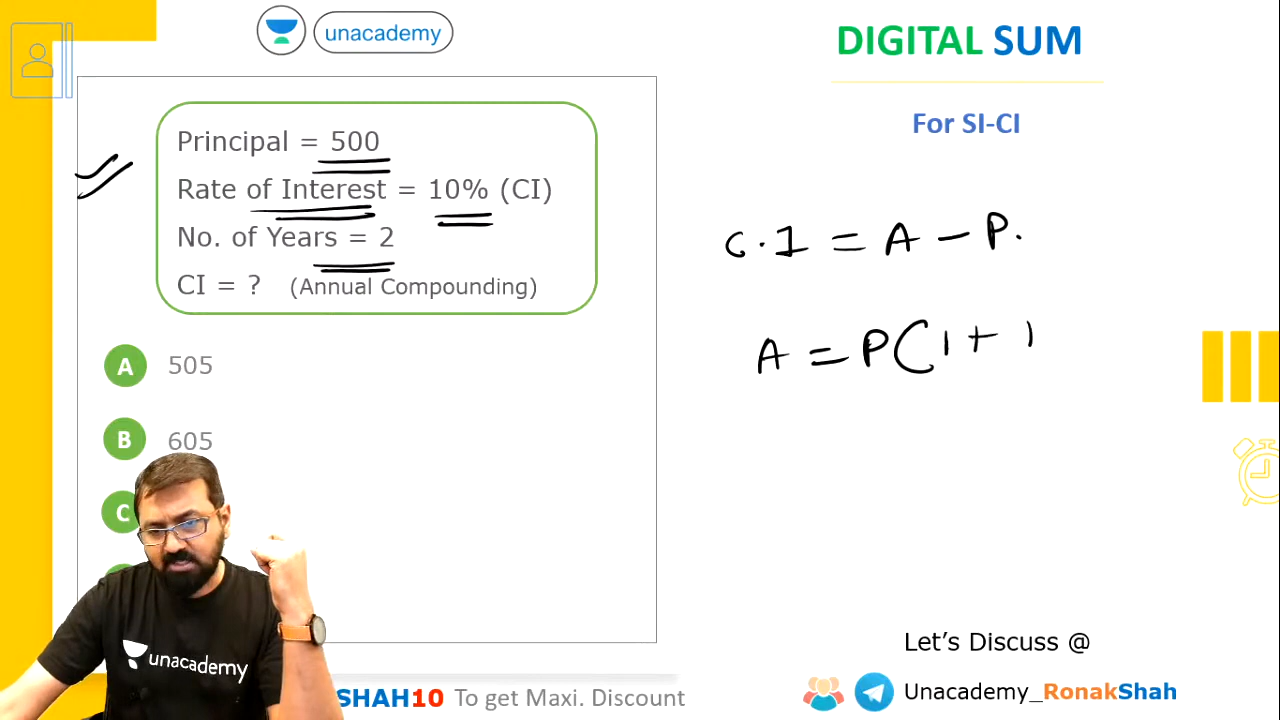 unacademy
DIGITAL SUM
For SI-CI
Principal = 500
Rate of Interest = 10% (CI)
No. of Years = 2
CI = ? (Annual Compounding)
A 505
B 605
C
C.I = A - P.
A = P(1 + 1
unacademy
SHAH10 To get Maxi. Discount
Let's Discuss @
Unacademy_RonakShah